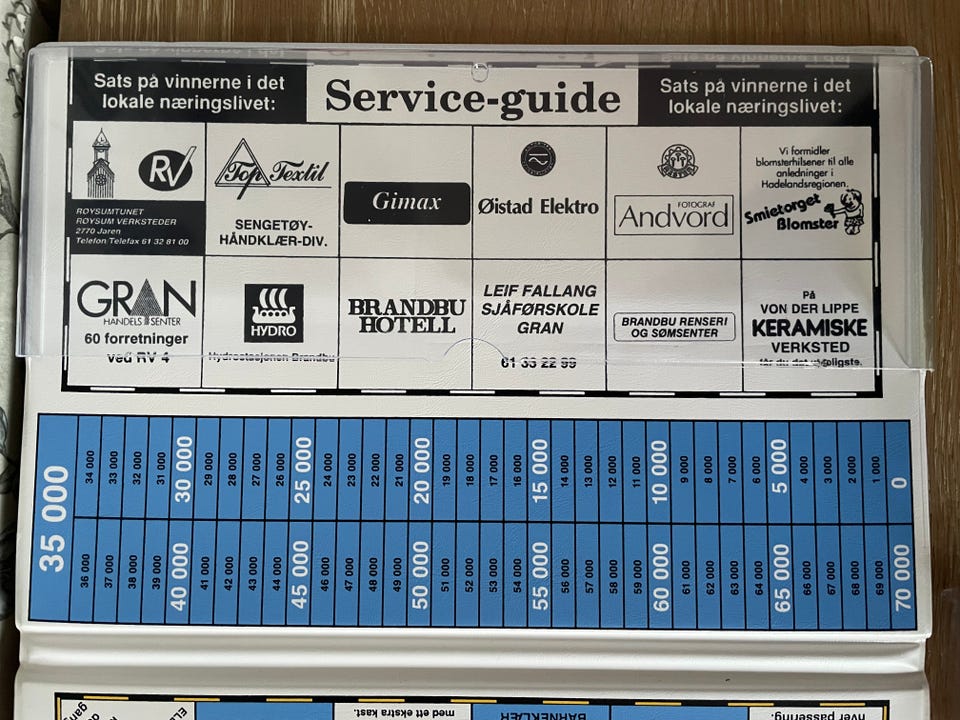 Sats på vinnerne i det
lokale næringslivet:
Service-guide
Sats på vinnerne i det
lokale næringslivet:
RV
ROYSUMTUNET
ROYSUM VERKSTEDER
2770 Jaren
Telefon/Telefax 61 32 81 00
Top Textil
SENGETØY-
HÅNDKLÆR-DIV.
Gimax
Øistad Elektro
FOTOGRAF
Andvord
Vi formidler
blomsterhilsener til alle
anledninger i
Hadelandsregionen.
Smietorget
Blomster
GRAN
HANDELS SENTER
60 forretninger
ved RV 4
HYDRO
Hydrostasjonen Brandbu
BRANDBU
HOTELL
LEIF FALLANG
SJÅFØRSKOLE
GRAN
61 33 22 99
BRANDBU RENSERI
OG SØMSENTER
På
VON DER LIPPE
KERAMISKE
VERKSTED
får du det utroligste.
35 000
34 000
33 000
32 000
31 000
30 000
29 000
28 000
27 000
26 000
25 000
24 000
23 000
22 000
21 000
20 000
19 000
18 000
17 000
16 000
15 000
14 000
13 000
12 000
11 000
10 000
9 000
8 000
7 000
6 000
5 000
4 000
3 000
2 000
1 000
0
36 000
37 000
38 000
39 000
40 000
41 000
42 000
43 000
44 000
45 000
46 000
47 000
48 000
49 000
50 000
51 000
52 000
53 000
54 000
55 000
56 000
57 000
58 000
59 000
60 000
61 000
62 000
63 000
64 000
65 000
66 000
67 000
68 000
69 000
70 000
med ett ekstra kast.
BARNEKLÆR
hver passering.